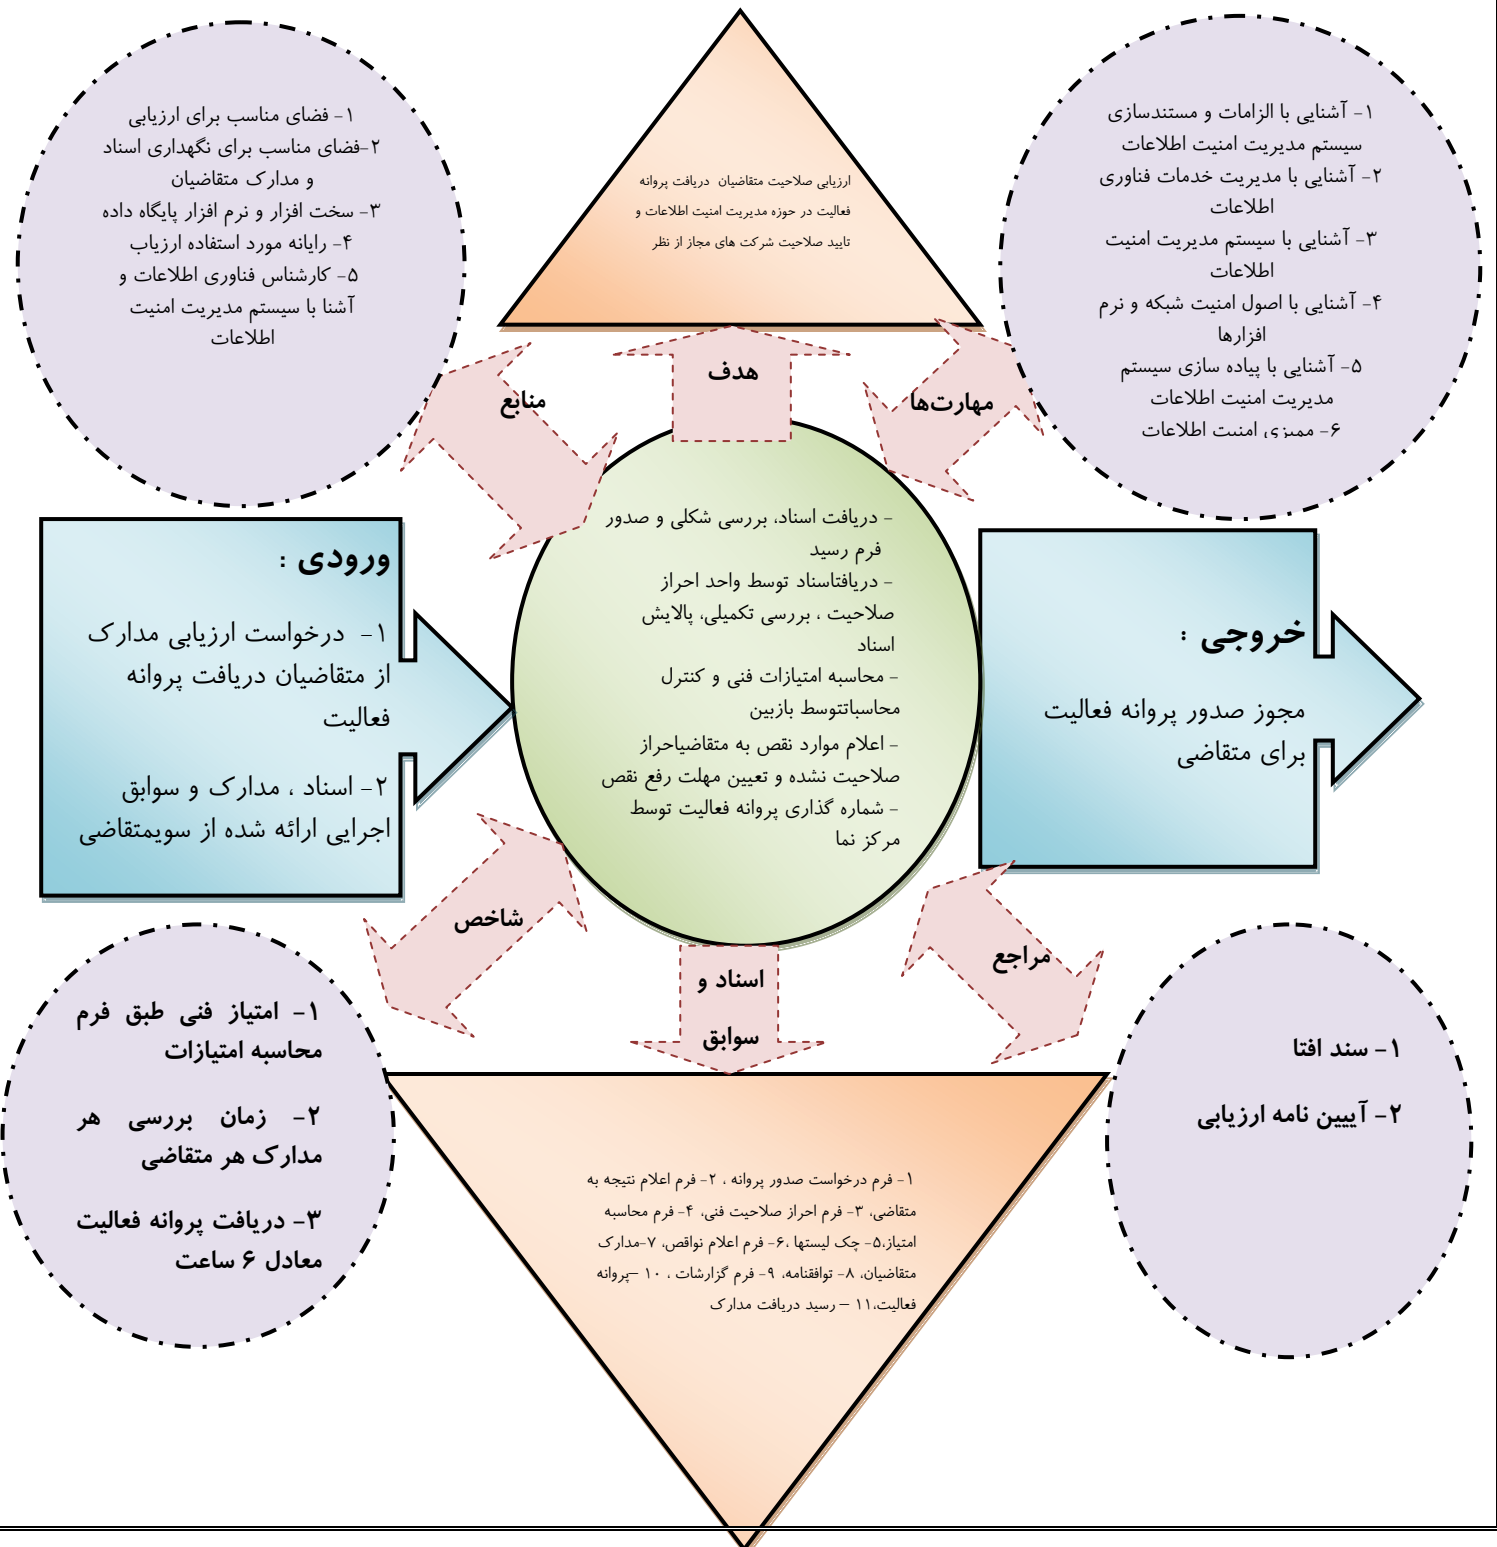 ۱- فضای مناسب برای ارزیابی
۲-فضای مناسب برای نگهداری اسناد
و مدارک متقاضیان
۳- سخت افزار و نرم افزار پایگاه داده
۴- رایانه مورد استفاده ارزیاب
۵- کارشناس فناوری اطلاعات و
آشنا با سیستم مدیریت امنیت
اطلاعات
ارزیابی صلاحیت متقاضیان دریافت پروانه
فعالیت در حوزه مدیریت امنیت اطلاعات و
تایید صلاحیت شرکت های مجاز از نظر
۱- آشنایی با الزامات و مستندسازی
سیستم مدیریت امنیت اطلاعات
۲- آشنایی با مدیریت خدمات فناوری
اطلاعات
۳- آشنایی با سیستم مدیریت امنیت
اطلاعات
۴- آشنایی با اصول امنیت شبکه و نرم
افزارها
۵- آشنایی با پیاده سازی سیستم
مدیریت امنیت اطلاعات
۶- ممیزی امنیت اطلاعات
منابع
هدف
مهارت‌ها
ورودی :
۱- درخواست ارزیابی مدارک
از متقاضیان دریافت پروانه
فعالیت
۲- اسناد ، مدارک و سوابق
اجرایی ارائه شده از سویمتقاضی
- دریافت اسناد، بررسی شکلی و صدور
فرم رسید
- دریافتاسناد توسط واحد احراز
صلاحیت ، بررسی تکمیلی، پالایش
اسناد
- محاسبه امتیازات فنی و کنترل
محاسباتتوسط بازبین
- اعلام موارد نقص به متقاضیاحراز
صلاحیت نشده و تعیین مهلت رفع نقص
- شماره گذاری پروانه فعالیت توسط
مرکز نما
خروجی :
مجوز صدور پروانه فعالیت
برای متقاضی
شاخص
اسناد و
سوابق
مراجع
۱- امتیاز فنی طبق فرم
محاسبه امتیازات
۲- زمان بررسی هر
مدارک هر متقاضی
۳- دریافت پروانه فعالیت
معادل ۶ ساعت
۱- فرم درخواست صدور پروانه ، ۲- فرم اعلام نتیجه به
متقاضی، ۳- فرم احراز صلاحیت فنی، ۴- فرم محاسبه
امتیاز،۵- چک لیستها ،۶- فرم اعلام نواقص، ۷-مدارک
متقاضیان، ۸- توافقنامه، ۹- فرم گزارشات ، ۱۰ –پروانه
فعالیت،۱۱ – رسید دریافت مدارک
۱- سند افتا
۲- آییین نامه ارزیابی